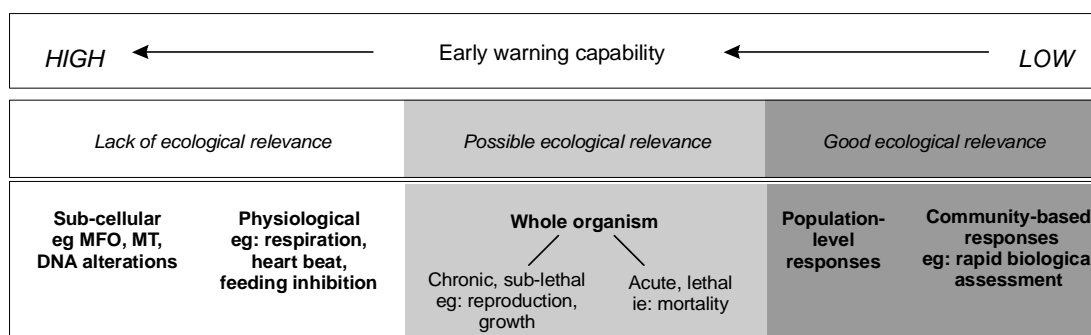 HIGH
Early warning capability
LOW
Lack of ecological relevance
Possible ecological relevance
Good ecological relevance
Sub-cellular
eg MFO, MT,
DNA alterations
Physiological
eg: respiration,
heart beat,
feeding inhibition
Whole organism
Chronic, sub-lethal
eg: reproduction,
growth
Acute, lethal
ie: mortality
Population-
level
responses
Community-based
responses
eg: rapid biological
assessment